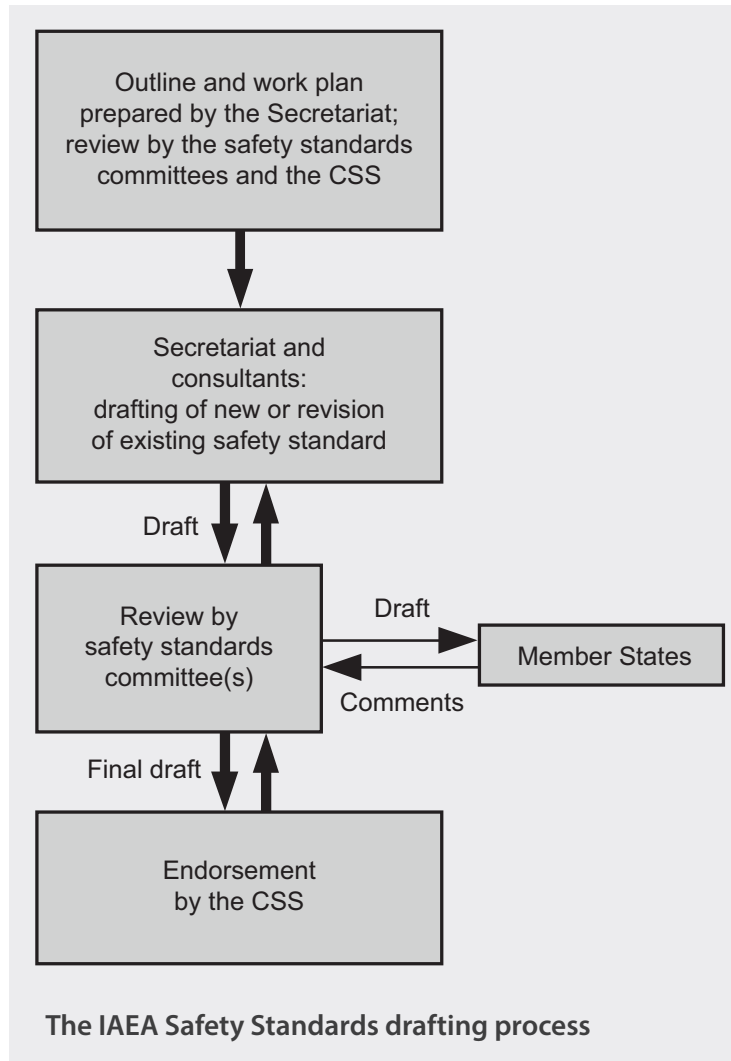 Outline and work plan
prepared by the Secretariat;
review by the safety standards
committees and the CSS
Secretariat and
consultants:
drafting of new or revision
of existing safety standard
Draft
Review by
safety standards
committee(s)
Draft
Member States
Comments
Final draft
Endorsement
by the CSS
The IAEA Safety Standards drafting process